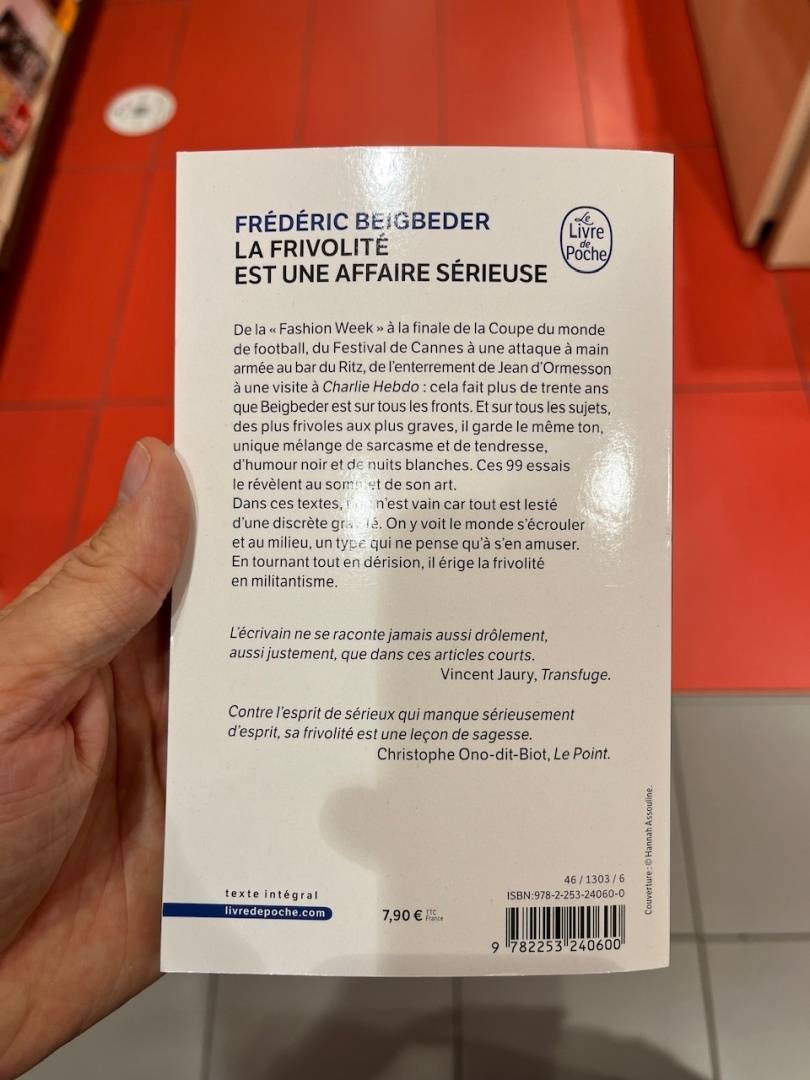 FRÉDÉRIC BEIGBEDER
LA FRIVOLITÉ
EST UNE AFFAIRE SÉRIEUSE
Le
Livre
de
Poche
De la « Fashion Week » à la finale de la Coupe du monde
de football, du Festival de Cannes à une attaque à main
armée au bar du Ritz, de l'enterrement de Jean d'Ormesson
à une visite à Charlie Hebdo : cela fait plus de trente ans
que Beigbeder est sur tous les fronts. Et sur tous les sujets,
des plus frivoles aux plus graves, il garde le même ton,
unique mélange de sarcasme et de tendresse,
d'humour noir et de nuits blanches. Ces 99 essais
le révèlent au sommet de son art.
Dans ces textes, n'est vain car tout est lesté
d'une discrète gravité. On y voit le monde s'écrouler
et au milieu, un type qui ne pense qu'à s'en amuser.
En tournant tout en dérision, il érige la frivolité
en militantisme.
L'écrivain ne se raconte jamais aussi drôlement,
aussi justement, que dans ces articles courts.
Vincent Jaury, Transfuge.
Contre l'esprit de sérieux qui manque sérieusement
d'esprit, sa frivolité est une leçon de sagesse.
Christophe Ono-dit-Biot, Le Point.
Couverture : © Hannah Assouline.
texte intégral
livredepoche.com
7,90 € TTC France
46 / 1303 / 6
ISBN:978-2-253-24060-0
9 782253 240600